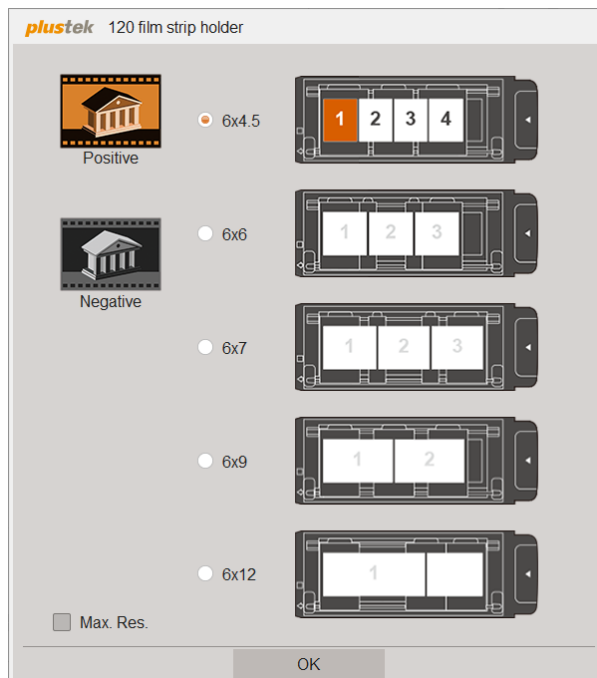 plustek 120 film strip holder
Positive
6x4.5
1 2 3 4
Negative
6x6
1 2 3
6x7
1 2 3
6x9
1 2
6x12
1
Max. Res.
OK